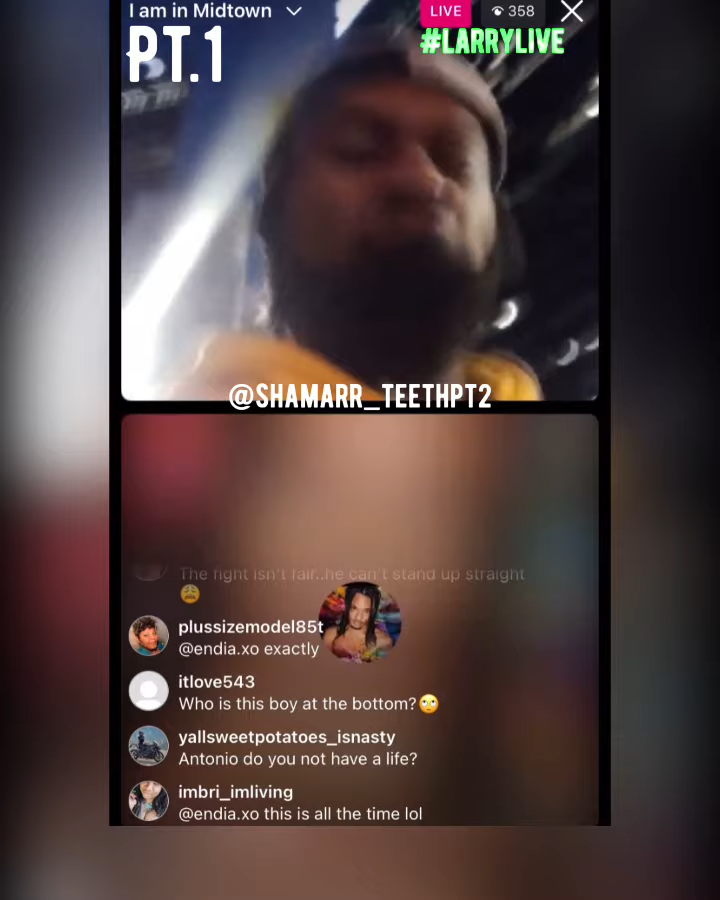 I am in Midtown
LIVE
358
PT.1
#LARRYLIVE
@SHAMARR_TEETHPT2
The fight isn't fair..he can't stand up straight
😩
plussizemodel85t
@endia.xo exactly
itlove543
Who is this boy at the bottom?🙄
yallsweetpotatoes_isnasty
Antonio do you not have a life?
imbri_imliving
@endia.xo this is all the time lol